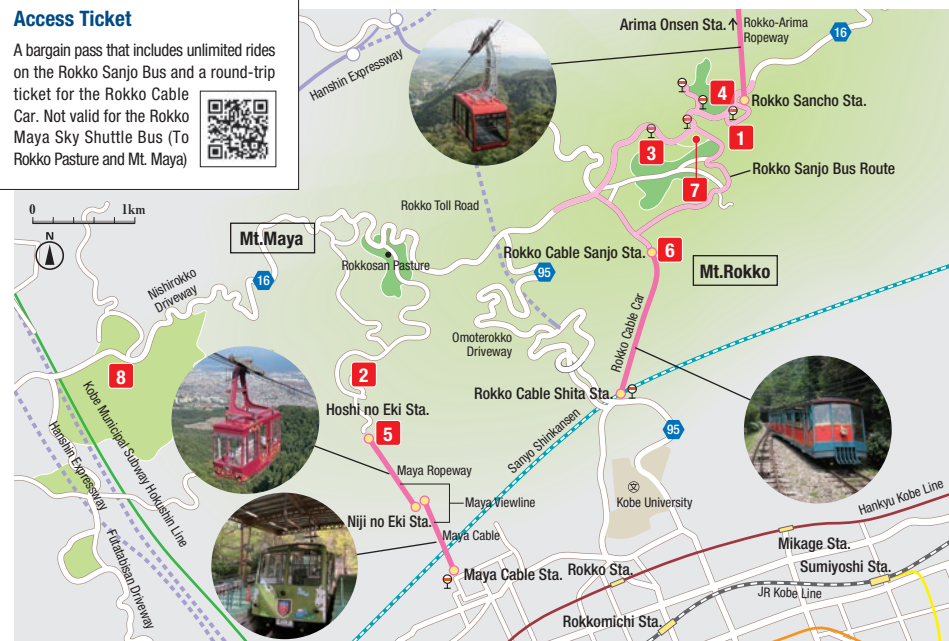 Access Ticket
A bargain pass that includes unlimited rides
on the Rokko Sanjo Bus and a round-trip
ticket for the Rokko Cable
Car. Not valid for the Rokko
Maya Sky Shuttle Bus (To
Rokko Pasture and Mt. Maya)
Hanshin Expressway
Arima Onsen Sta.
Rokko-Arima
Ropeway
16
4
Rokko Sancho Sta.
1
3
7
Rokko Sanjo Bus Route
0 1km
N
Rokko Toll Road
Mt.Maya
Rokkosan Pasture
Rokko Cable Sanjo Sta.
6
Mt.Rokko
95
16
Nishirokko
Driveway
Omoterokko
Driveway
Rokko Cable Car
8
2
Rokko Cable Shita Sta.
Hoshi no Eki Sta.
5
95
Kobe Municipal Subway Hokushin Line
Hanshin Expressway
Sanjo Shinkansen
Maya Ropeway
Maya Viewline
Niji no Eki Sta.
Maya Cable
Kobe University
Hankyu Kobe Line
Mikage Sta.
Futatabisan Driveway
Maya Cable Sta.
Rokko Sta.
Sumiyoshi Sta.
JR Kobe Line
Rokkomichi Sta.